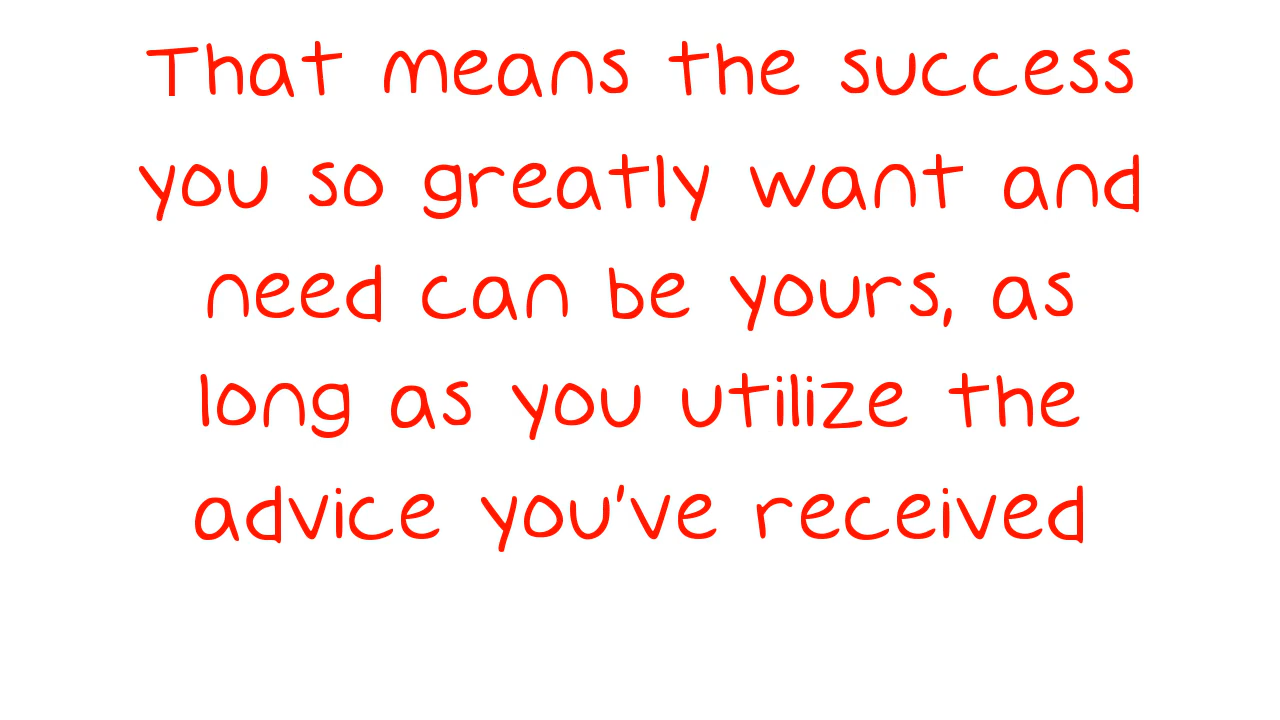 That means the success
you so greatly want and
need can be yours, as
long as you utilize the
advice you've received